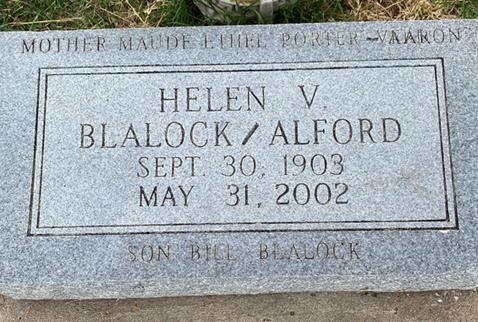 MOTHER MAUDE ETHEL PORTER-VAARON
HELEN V.
BLALOCK/ALFORD
SEPT. 30, 1903
MAY 31, 2002
SON BILL BLALOCK